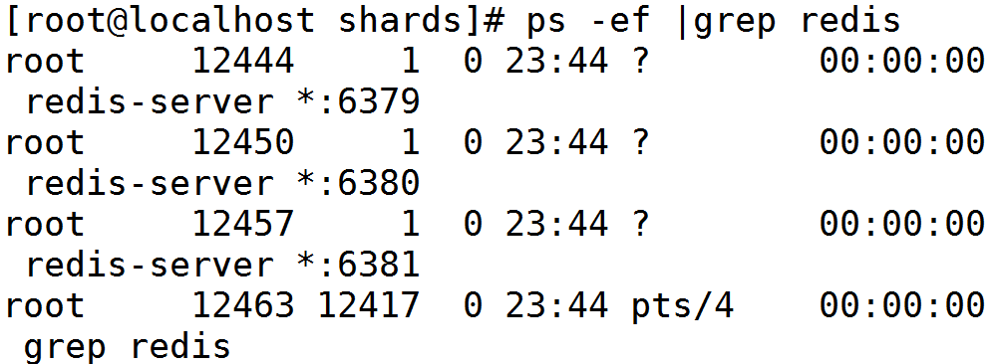 [root@localhost shards]# ps -ef |grep redis
root     12444     1  0 23:44 ?        00:00:00
 redis-server *:6379
root     12450     1  0 23:44 ?        00:00:00
 redis-server *:6380
root     12457     1  0 23:44 ?        00:00:00
 redis-server *:6381
root     12463 12417  0 23:44 pts/4    00:00:00
 grep redis